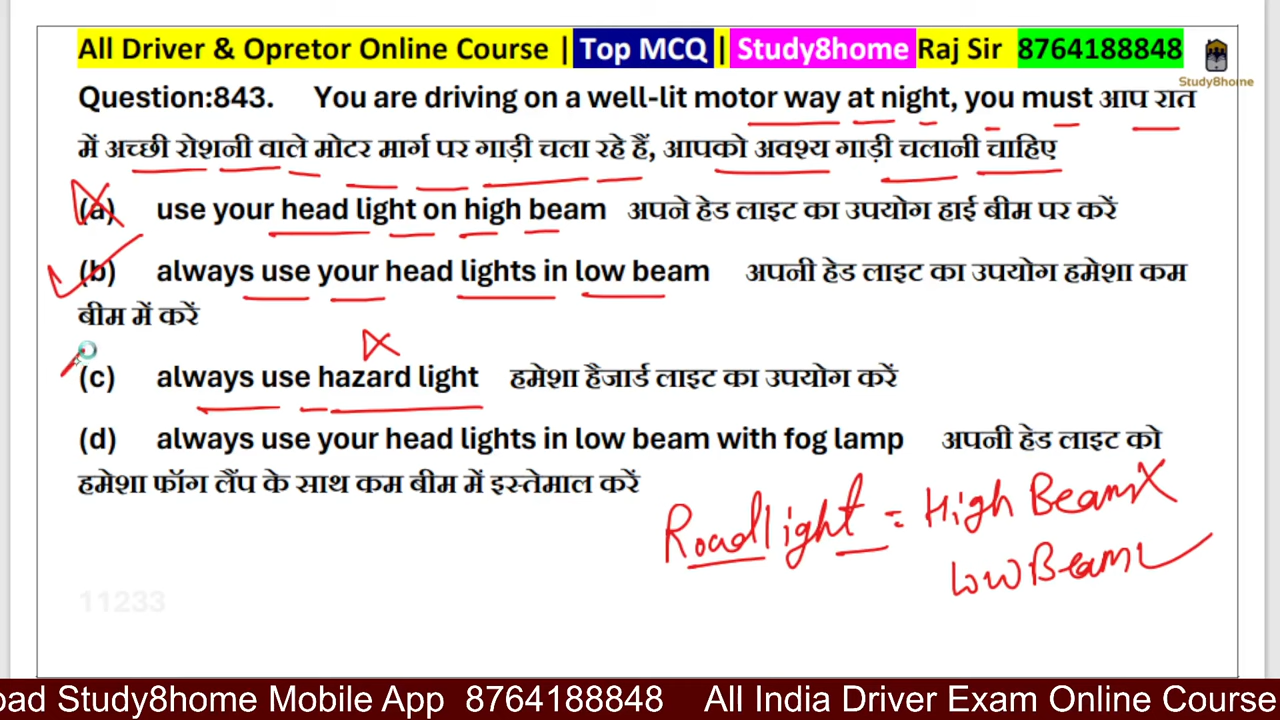 All Driver & Opretor Online Course | Top MCQ | Study8home Raj Sir 8764188848
Study8home
Question:843. You are driving on a well-lit motor way at night, you must आप रात
में अच्छी रोशनी वाले मोटर मार्ग पर गाड़ी चला रहे हैं, आपको अवश्य गाड़ी चलानी चाहिए
(a) use your head light on high beam अपने हेड लाइट का उपयोग हाई बीम पर करें
(b) always use your head lights in low beam अपनी हेड लाइट का उपयोग हमेशा कम
बीम में करें
(c) always use hazard light हमेशा हैजार्ड लाइट का उपयोग करें
(d) always use your head lights in low beam with fog lamp अपनी हेड लाइट को
हमेशा फॉग लैंप के साथ कम बीम में इस्तेमाल करें
Roadlight = High Beam
Low Beam
11233
oad Study8home Mobile App 8764188848 All India Driver Exam Online Course